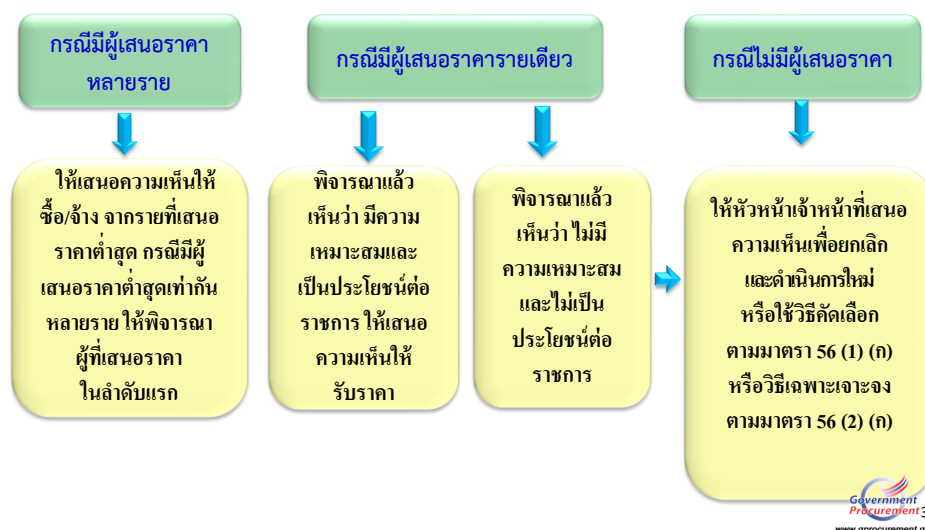 กรณีมีผู้เสนอราคา
หลายราย
กรณีมีผู้เสนอราคารายเดียว
กรณีไม่มีผู้เสนอราคา
ให้เสนอความเห็นให้
ซื้อ/จ้าง จากรายที่เสนอ
ราคาต่ำสุด กรณีมีผู้
เสนอราคาต่ำสุดเท่ากัน
หลายราย ให้พิจารณา
ผู้ที่เสนอราคา
ในลำดับแรก
พิจารณาแล้ว
เห็นว่า มีความ
เหมาะสมและ
เป็นประโยชน์ต่อ
ราชการ ให้เสนอ
ความเห็นให้
รับราคา
พิจารณาแล้ว
เห็นว่า ไม่มี
ความเหมาะสม
และไม่เป็น
ประโยชน์ต่อ
ราชการ
ให้หัวหน้าเจ้าหน้าที่เสนอ
ความเห็นเพื่อยกเลิก
และดำเนินการใหม่
หรือใช้วิธีคัดเลือก
ตามมาตรา 56 (1) (ก)
หรือวิธีเฉพาะเจาะจง
ตามมาตรา 56 (2) (ก)
Government
Procurement 3